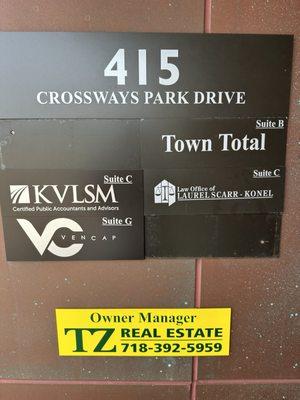 415
CROSSWAYS PARK DRIVE
Suite B
Town Total
Suite C
KVLSM
Certified Public Accountants and Advisors
Suite C
Law Office of
LAUREL SCARR - KONEL
Suite G
VC VENCAP
Owner Manager
TZ REAL ESTATE
718-392-5959